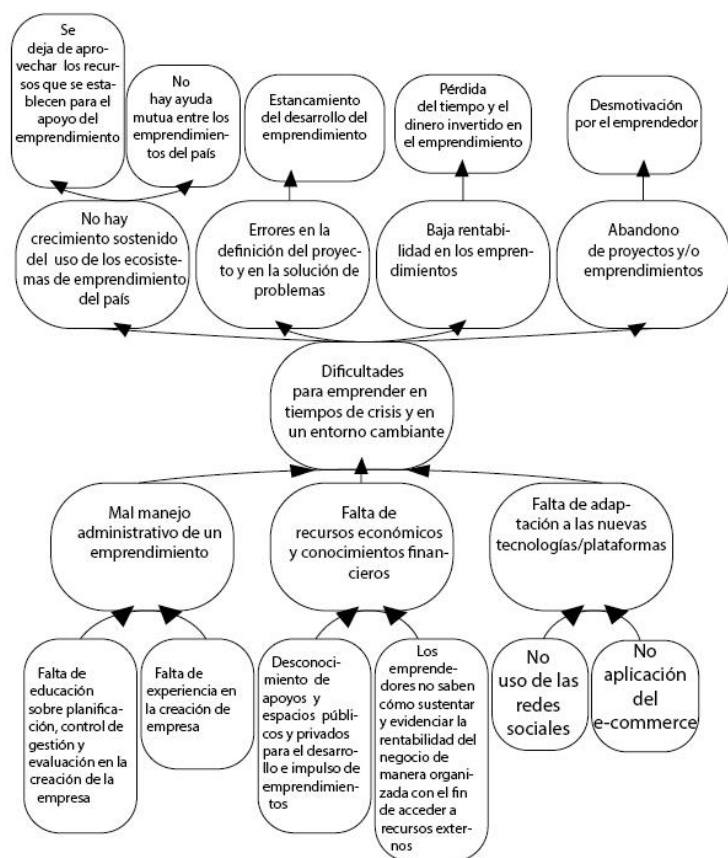 Se
deja de apro-
vechar los recur-
sos que se esta-
blecen para el
apoyo del
emprendimiento
No
hay ayuda
mutua entre los
emprendimien-
tos del país
Estancamiento
del desarrollo del
emprendimiento
Pérdida
del tiempo y el
dinero invertido en
el emprendimiento
Desmotivación
por el emprendedor
No hay
crecimiento sostenido
del uso de los ecosiste-
mas de emprendimiento
del país
Errores en la
definición del proyec-
to y en la solución de
problemas
Baja rentabi-
lidad en los empren-
dimientos
Abandono
de proyectos y/o
emprendimientos
Dificultades
para emprender en
tiempos de crisis y en
un entorno cambiante
Mal manejo
administrativo de un
emprendimiento
Falta de
recursos económicos
y conocimientos finan-
cieros
Falta de adap-
tación a las nuevas
tecnologías/plataformas
Falta de
educación
sobre planifica-
ción, control de
gestión y
evaluación en la
creación de la
empresa
Falta de
experiencia en
la creación de
empresa
Desconoci-
miento de
apoyos y
espacios públi-
cos y privados
para el desarro-
llo e impulso de
emprendimien-
tos
Los
emprende-
dores no saben
cómo sustentar
y evidenciar la
rentabilidad del
negocio de
manera organi-
zada con el fin
de acceder a
recursos exter-
nos
No
uso de las
redes
sociales
No
aplicación
del
e-commerce